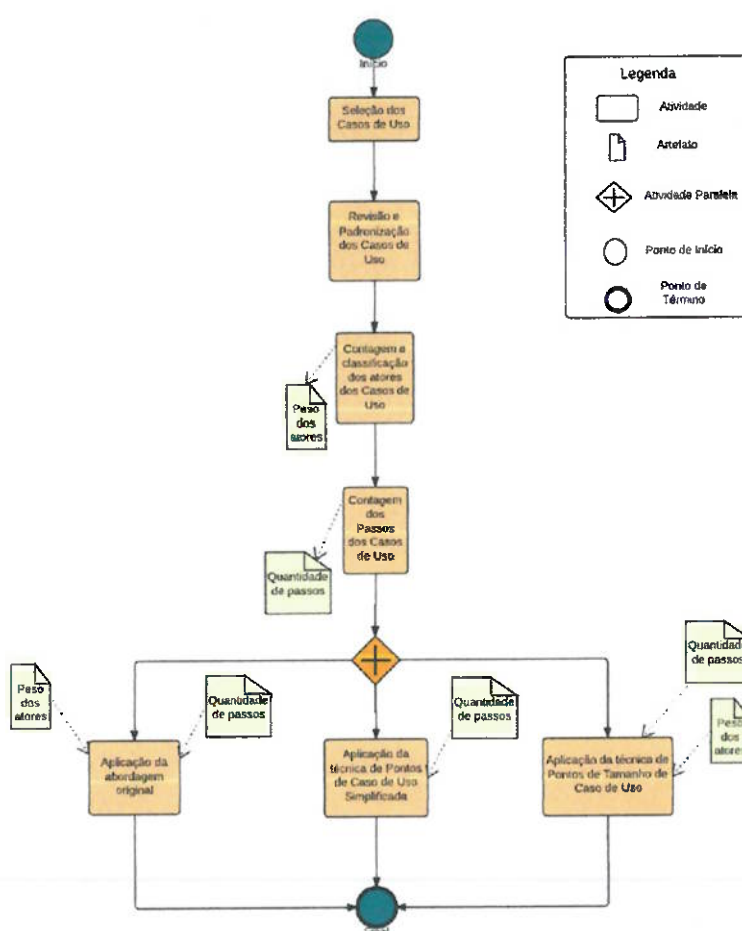 Início
Seleção dos
Casos de Uso
Legenda
Atividade
Artefato
Atividade Paralela
Ponto de Início
Ponto de
Término
Revisão e
Padronização
dos Casos de
Uso
Contagem e
classificação
dos atores
dos Casos de
Uso
Peso
dos
atores
Contagem
dos
Passos
dos Casos
de Uso
Quantidade
de passos
Peso
dos
atores
Quantidade
de passos
Quantidade
de passos
Quantidade
de passos
Peso
dos
atores
Aplicação da
abordagem
original
Aplicação da
técnica de Pontos
de Caso de Uso
Simplificada
Aplicação da técnica de
Pontos de Tamanho de
Caso de Uso